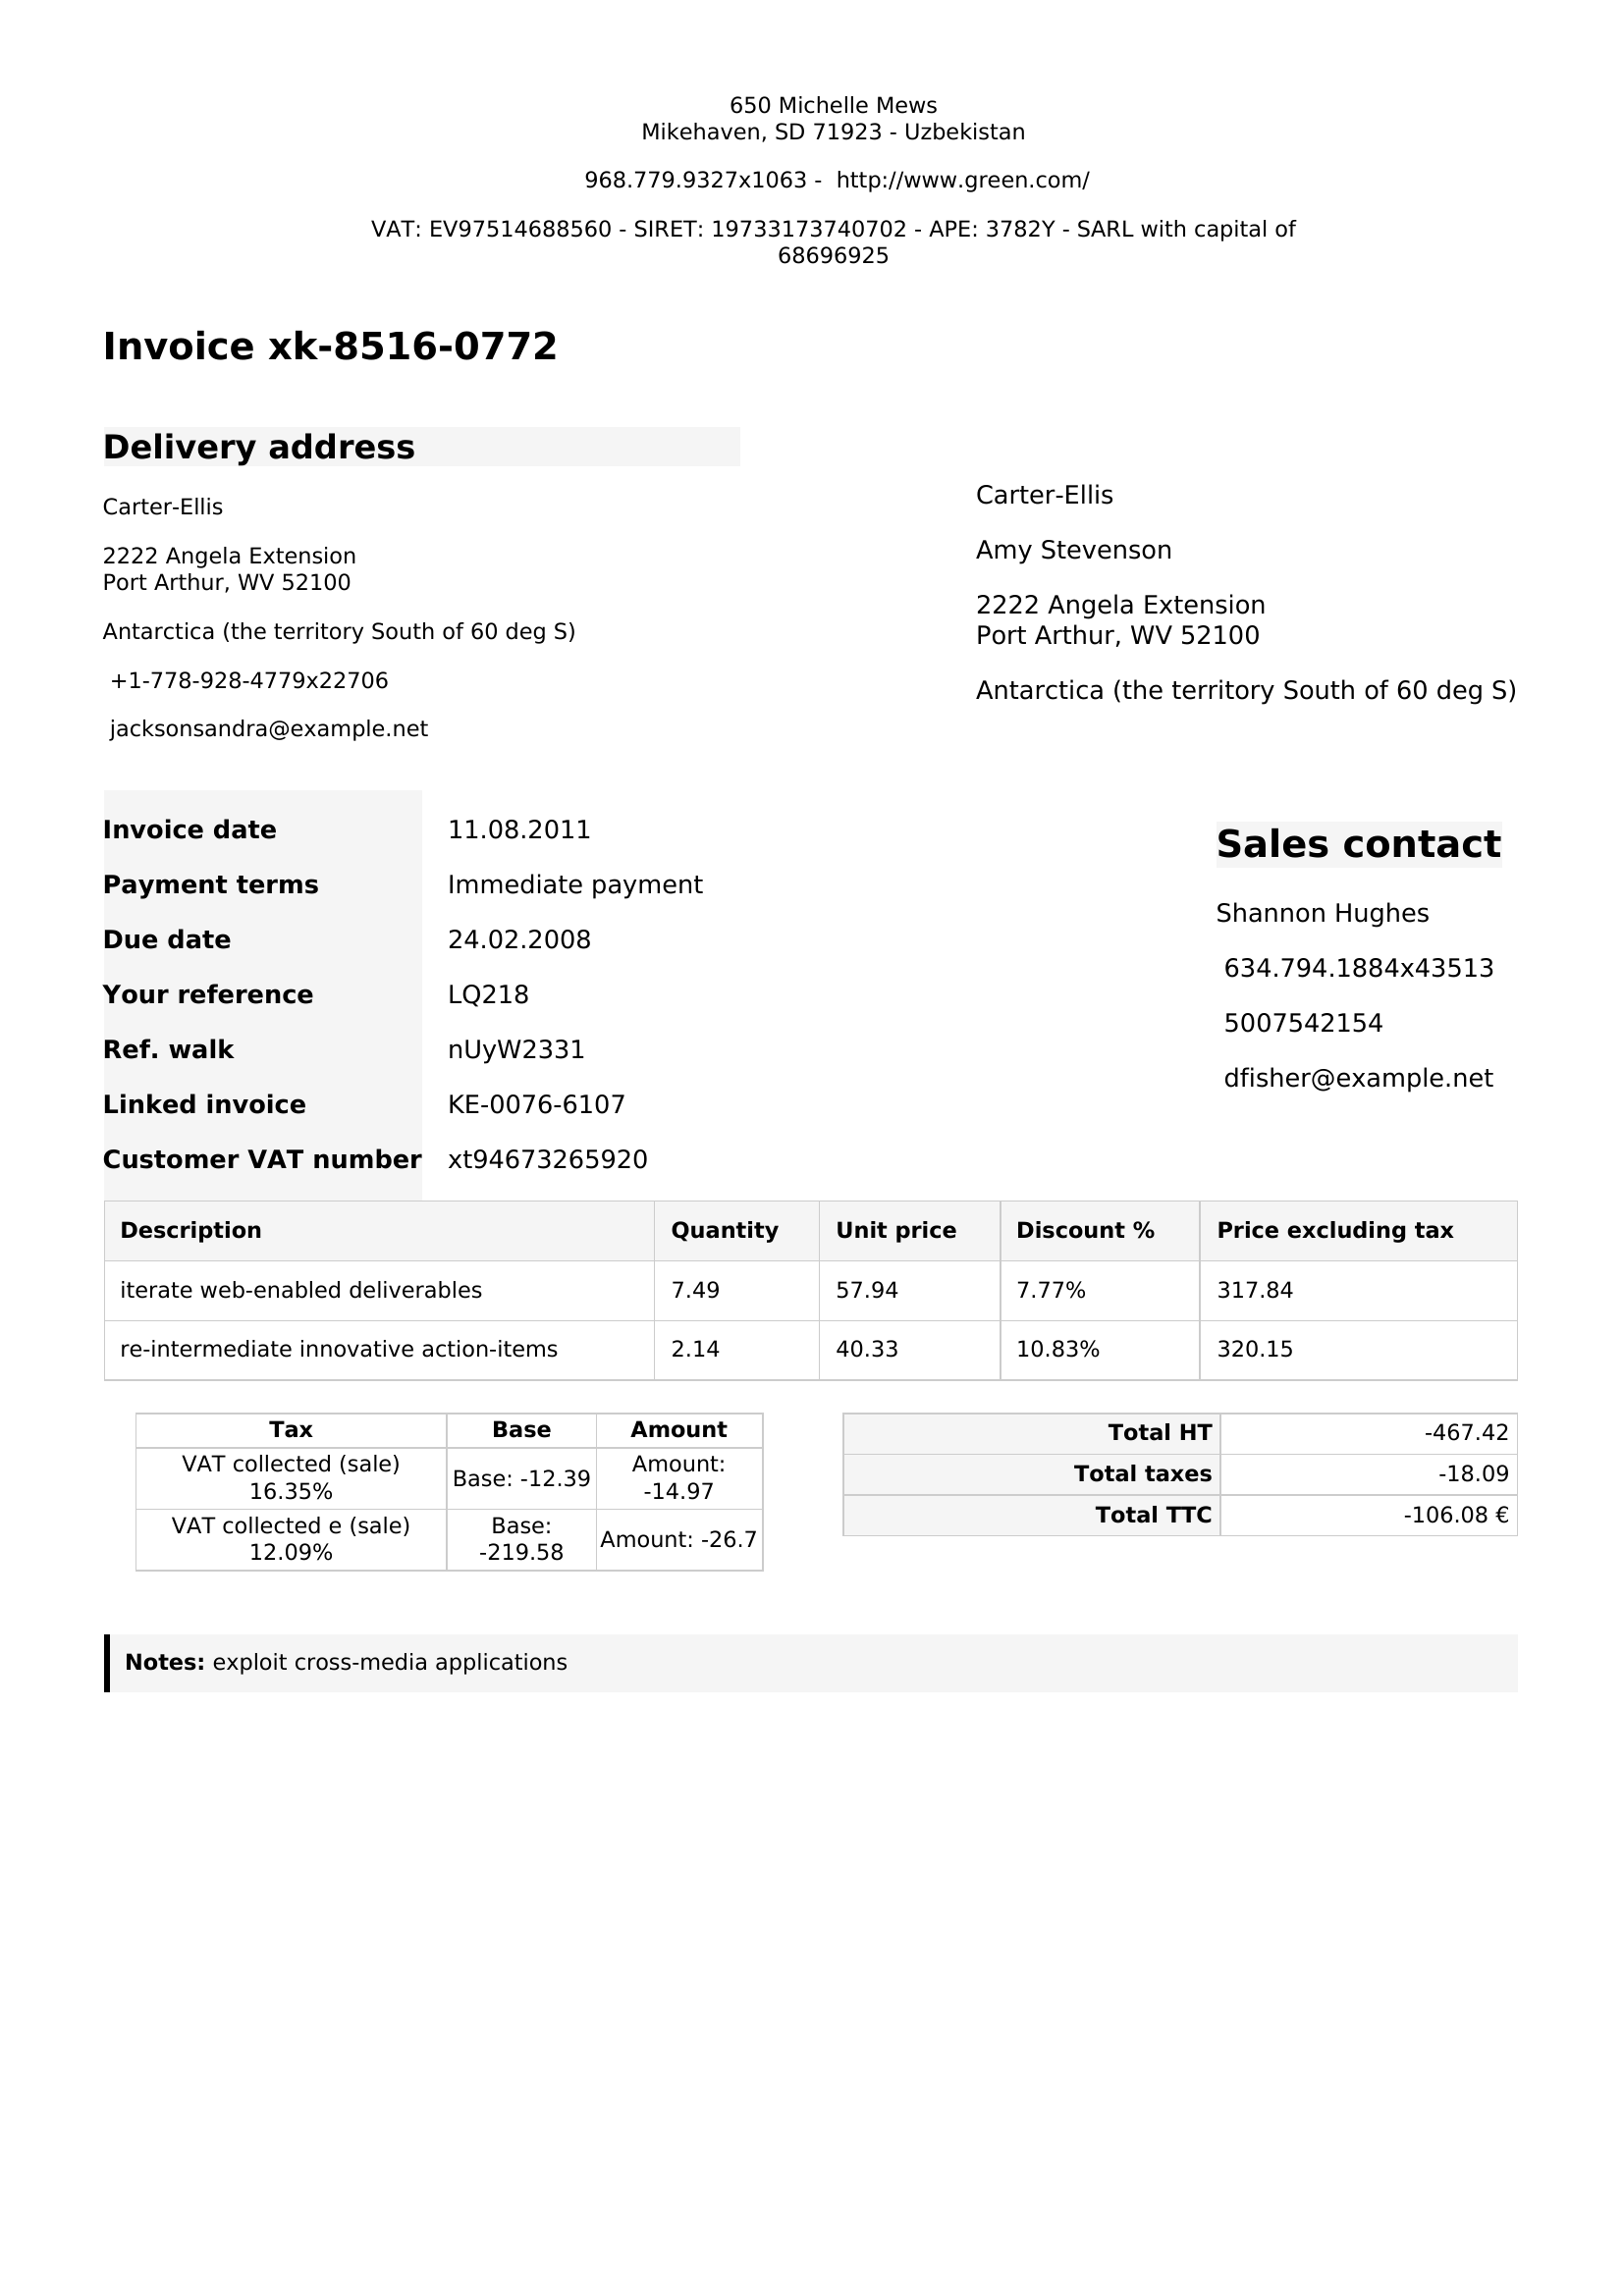 650 Michelle Mews
Mikehaven, SD 71923 - Uzbekistan
968.779.9327x1063 -  http://www.green.com/
VAT: EV97514688560 - SIRET: 19733173740702 - APE: 3782Y - SARL with capital of
68696925
Invoice xk-8516-0772
Delivery address
Carter-Ellis
2222 Angela Extension
Port Arthur, WV 52100
Antarctica (the territory South of 60 deg S)
+1-778-928-4779x22706
jacksonsandra@example.net
Carter-Ellis
Amy Stevenson
2222 Angela Extension
Port Arthur, WV 52100
Antarctica (the territory South of 60 deg S)
Invoice date 11.08.2011
Payment terms Immediate payment
Due date 24.02.2008
Your reference LQ218
Ref. walk nUyW2331
Linked invoice KE-0076-6107
Customer VAT number xt94673265920
Sales contact
Shannon Hughes
634.794.1884x43513
5007542154
dfisher@example.net
Description Quantity Unit price Discount % Price excluding tax
iterate web-enabled deliverables 7.49 57.94 7.77% 317.84
re-intermediate innovative action-items 2.14 40.33 10.83% 320.15
Tax Base Amount
VAT collected (sale) 16.35% Base: -12.39 Amount: -14.97
VAT collected e (sale) 12.09% Base: -219.58 Amount: -26.7
Total HT -467.42
Total taxes -18.09
Total TTC -106.08 €
Notes: exploit cross-media applications